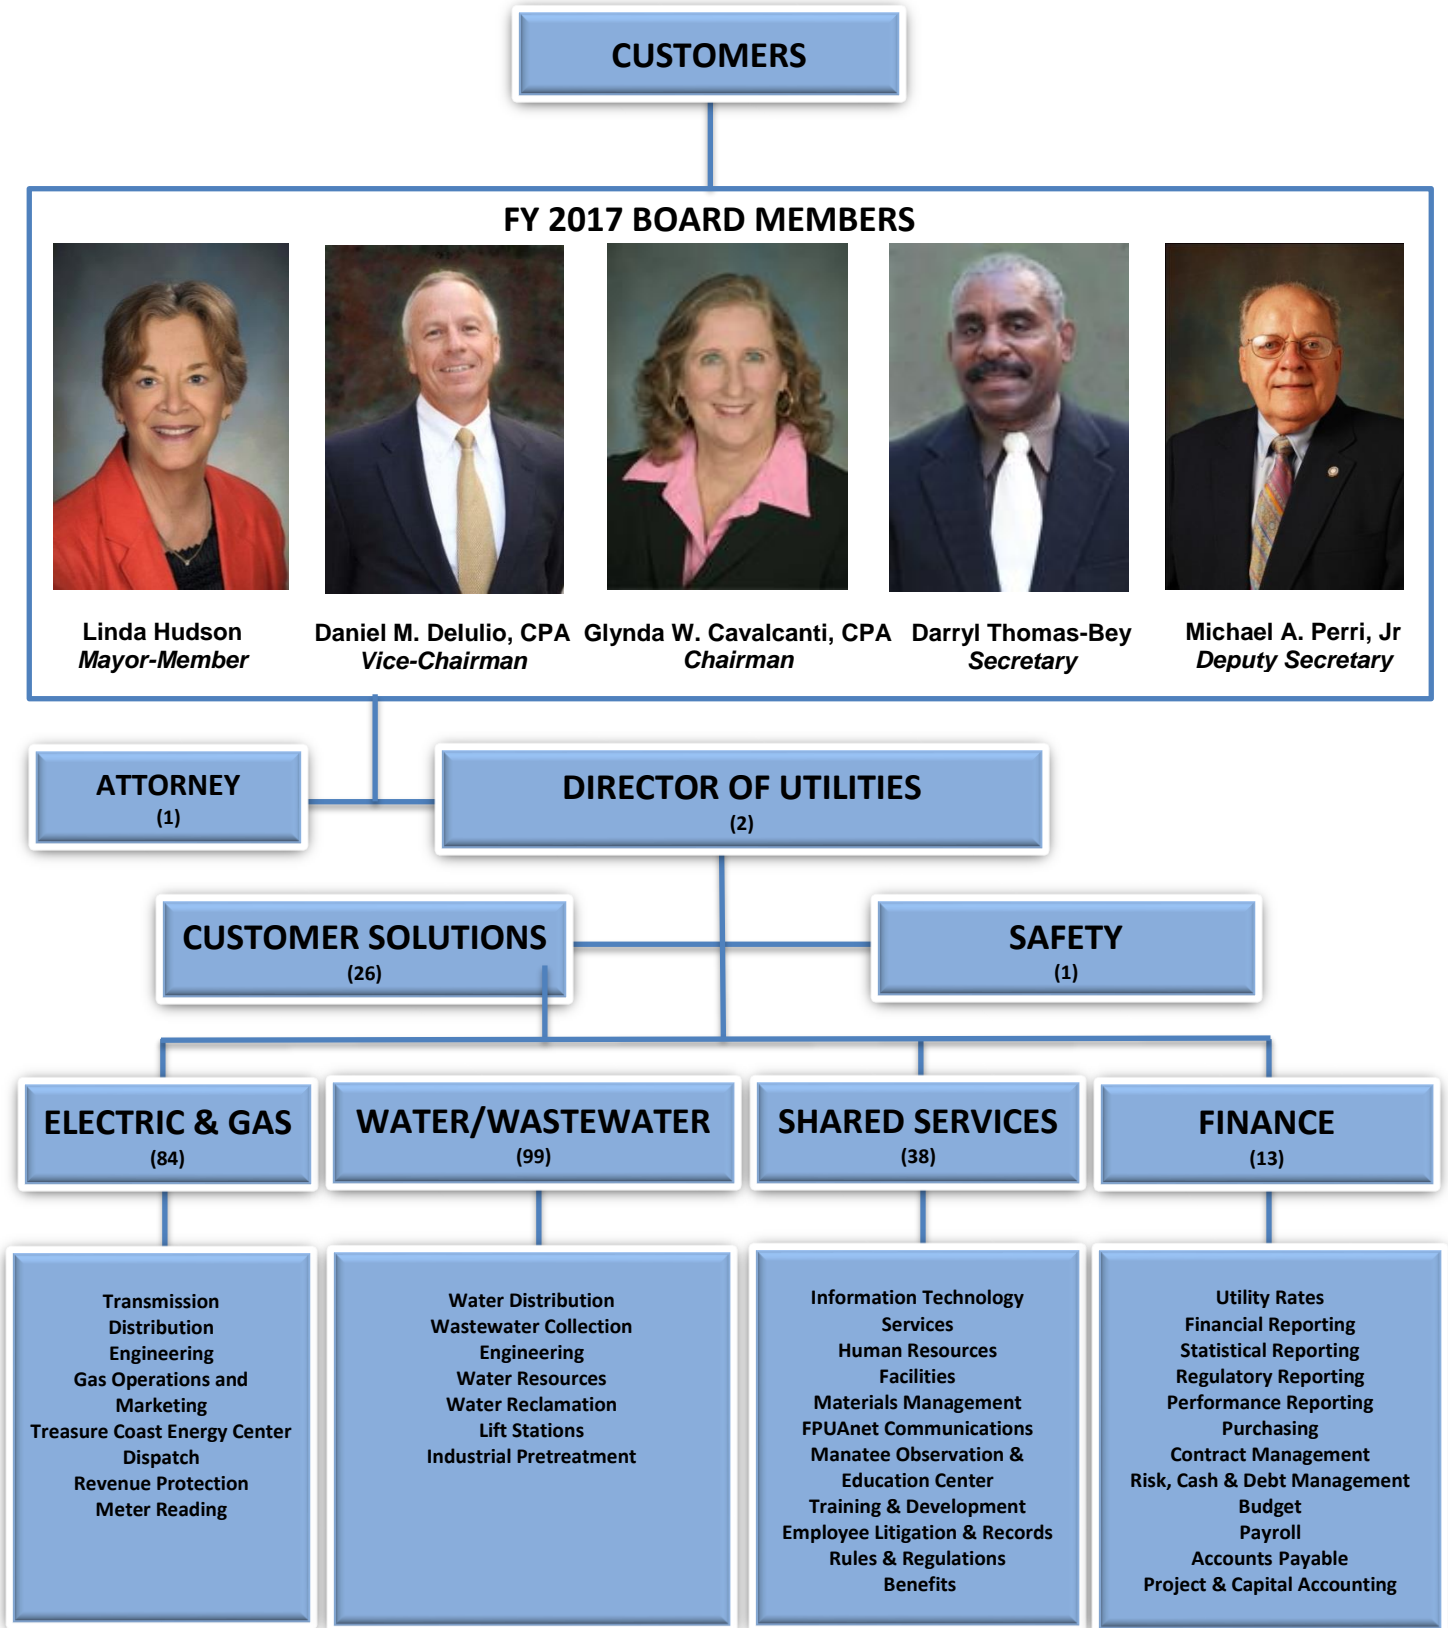 CUSTOMERS
FY 2017 BOARD MEMBERS
Linda Hudson
Mayor-Member
Daniel M. DeIulio, CPA
Vice-Chairman
Glynda W. Cavalcanti, CPA
Chairman
Darryl Thomas-Bey
Secretary
Michael A. Perri, Jr
Deputy Secretary
ATTORNEY
(1)
DIRECTOR OF UTILITIES
(2)
CUSTOMER SOLUTIONS
(26)
SAFETY
(1)
ELECTRIC & GAS
(84)
WATER/WASTEWATER
(99)
SHARED SERVICES
(38)
FINANCE
(13)
Transmission
Distribution
Engineering
Gas Operations and
Marketing
Treasure Coast Energy Center
Dispatch
Revenue Protection
Meter Reading
Water Distribution
Wastewater Collection
Engineering
Water Resources
Water Reclamation
Lift Stations
Industrial Pretreatment
Information Technology
Services
Human Resources
Facilities
Materials Management
FPUAnet Communications
Manatee Observation &
Education Center
Training & Development
Employee Litigation & Records
Rules & Regulations
Benefits
Utility Rates
Financial Reporting
Statistical Reporting
Regulatory Reporting
Performance Reporting
Purchasing
Contract Management
Risk, Cash & Debt Management
Budget
Payroll
Accounts Payable
Project & Capital Accounting